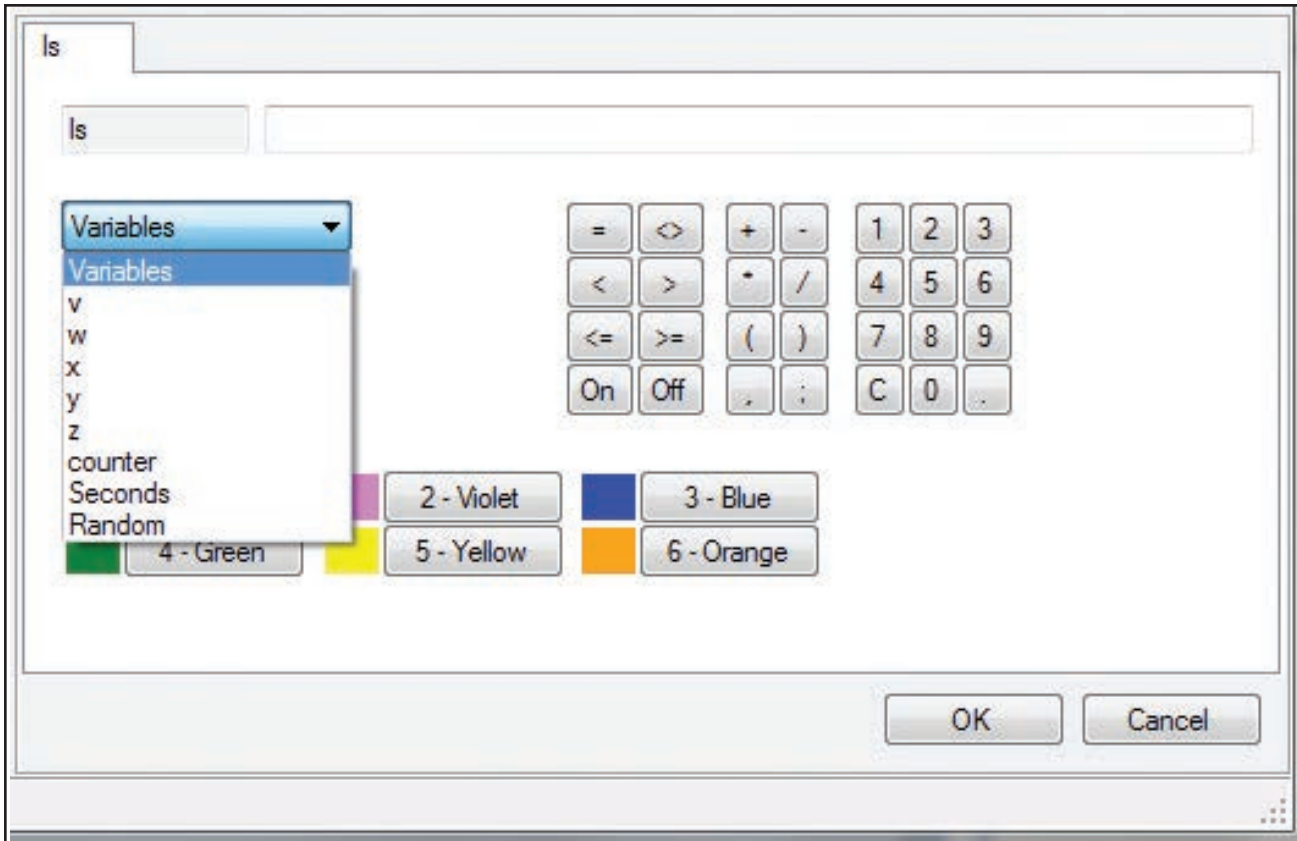 Is
Is
Variables
Variables
v
w
x
y
z
counter
Seconds
Random
= <> + - 1 2 3
< > * / 4 5 6
<= >= ( ) 7 8 9
On Off , ; C 0 .
2 - Violet 3 - Blue
4 - Green 5 - Yellow 6 - Orange
OK Cancel